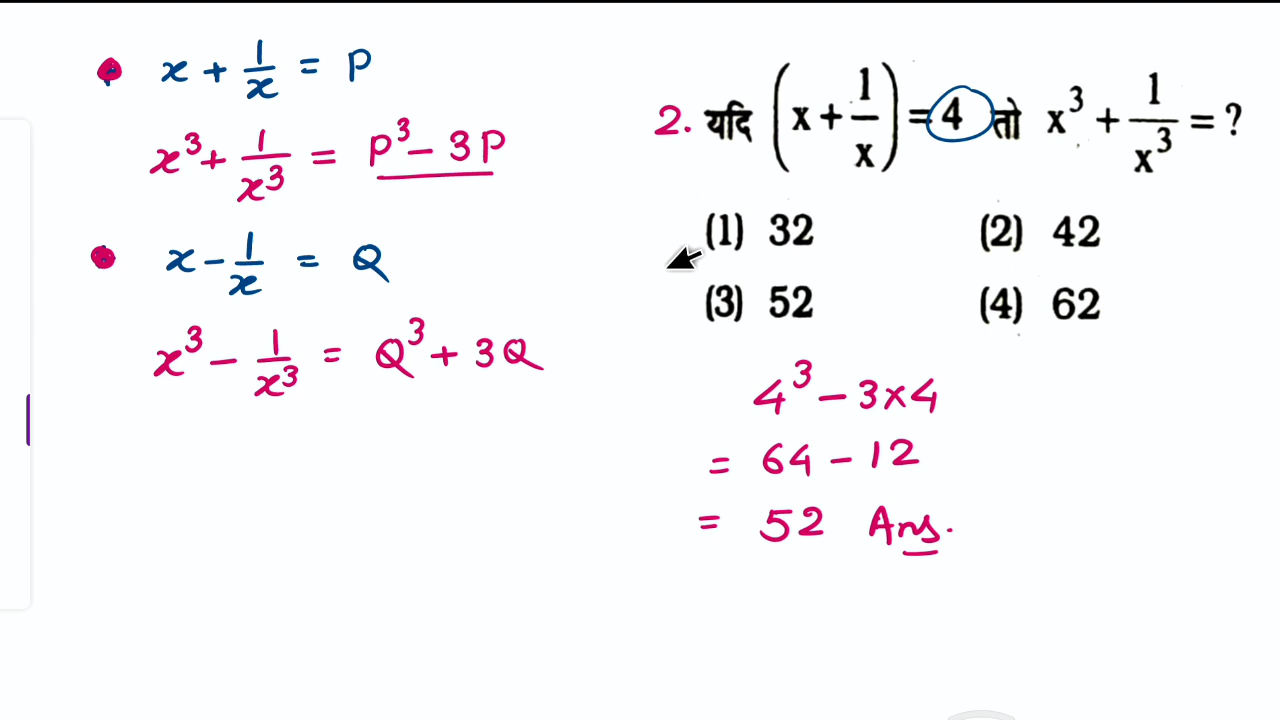 x + 1/x = P
x³ + 1/x³ = P³ - 3P
x - 1/x = Q
x³ - 1/x³ = Q³ + 3Q
2. यदि (x + 1/x) = 4 तो x³ + 1/x³ = ?
(1) 32 (2) 42
(3) 52 (4) 62
4³ - 3×4
= 64 - 12
= 52 Ans.